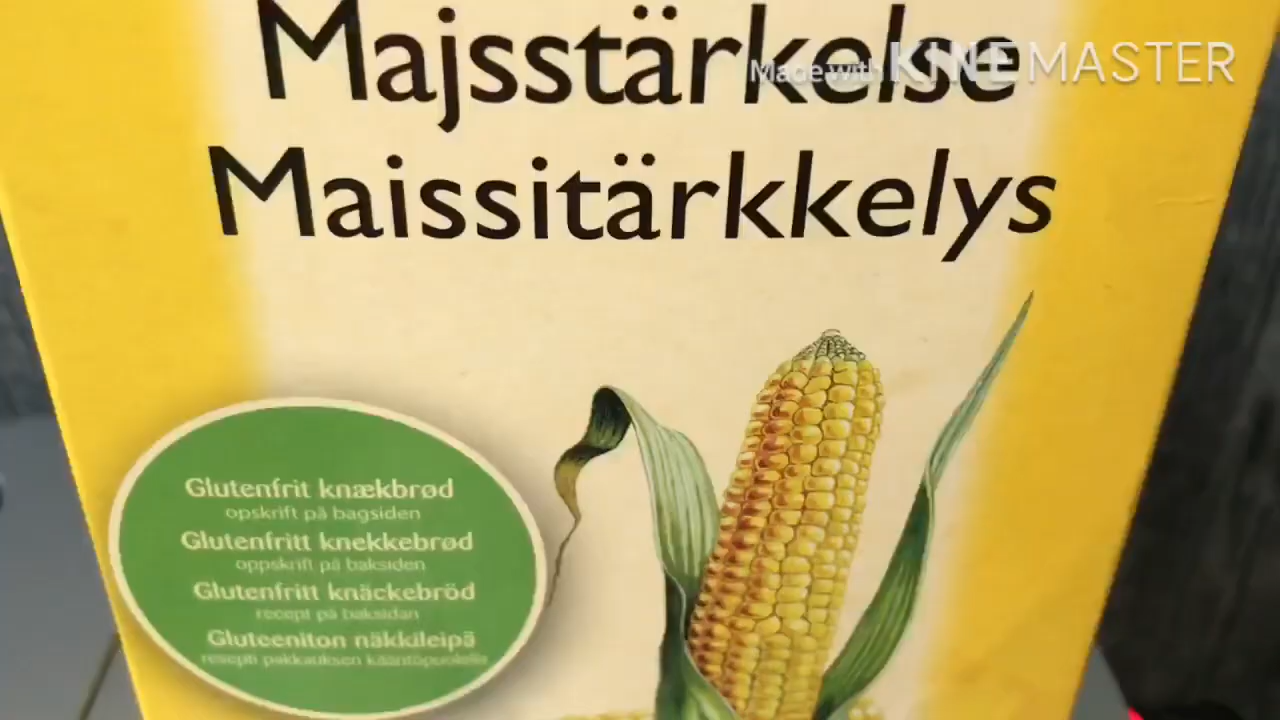 Majsstärkelse
Made with KINEMASTER
Maissitärkkelys
Glutenfrit knækbrød
opskrift på bagsiden
Glutenfritt knekkebrød
oppskrift på baksiden
Glutenfritt knäckebröd
recept på baksidan
Gluteeniton näkkileipä
resepti pakkauksen kääntöpuolella